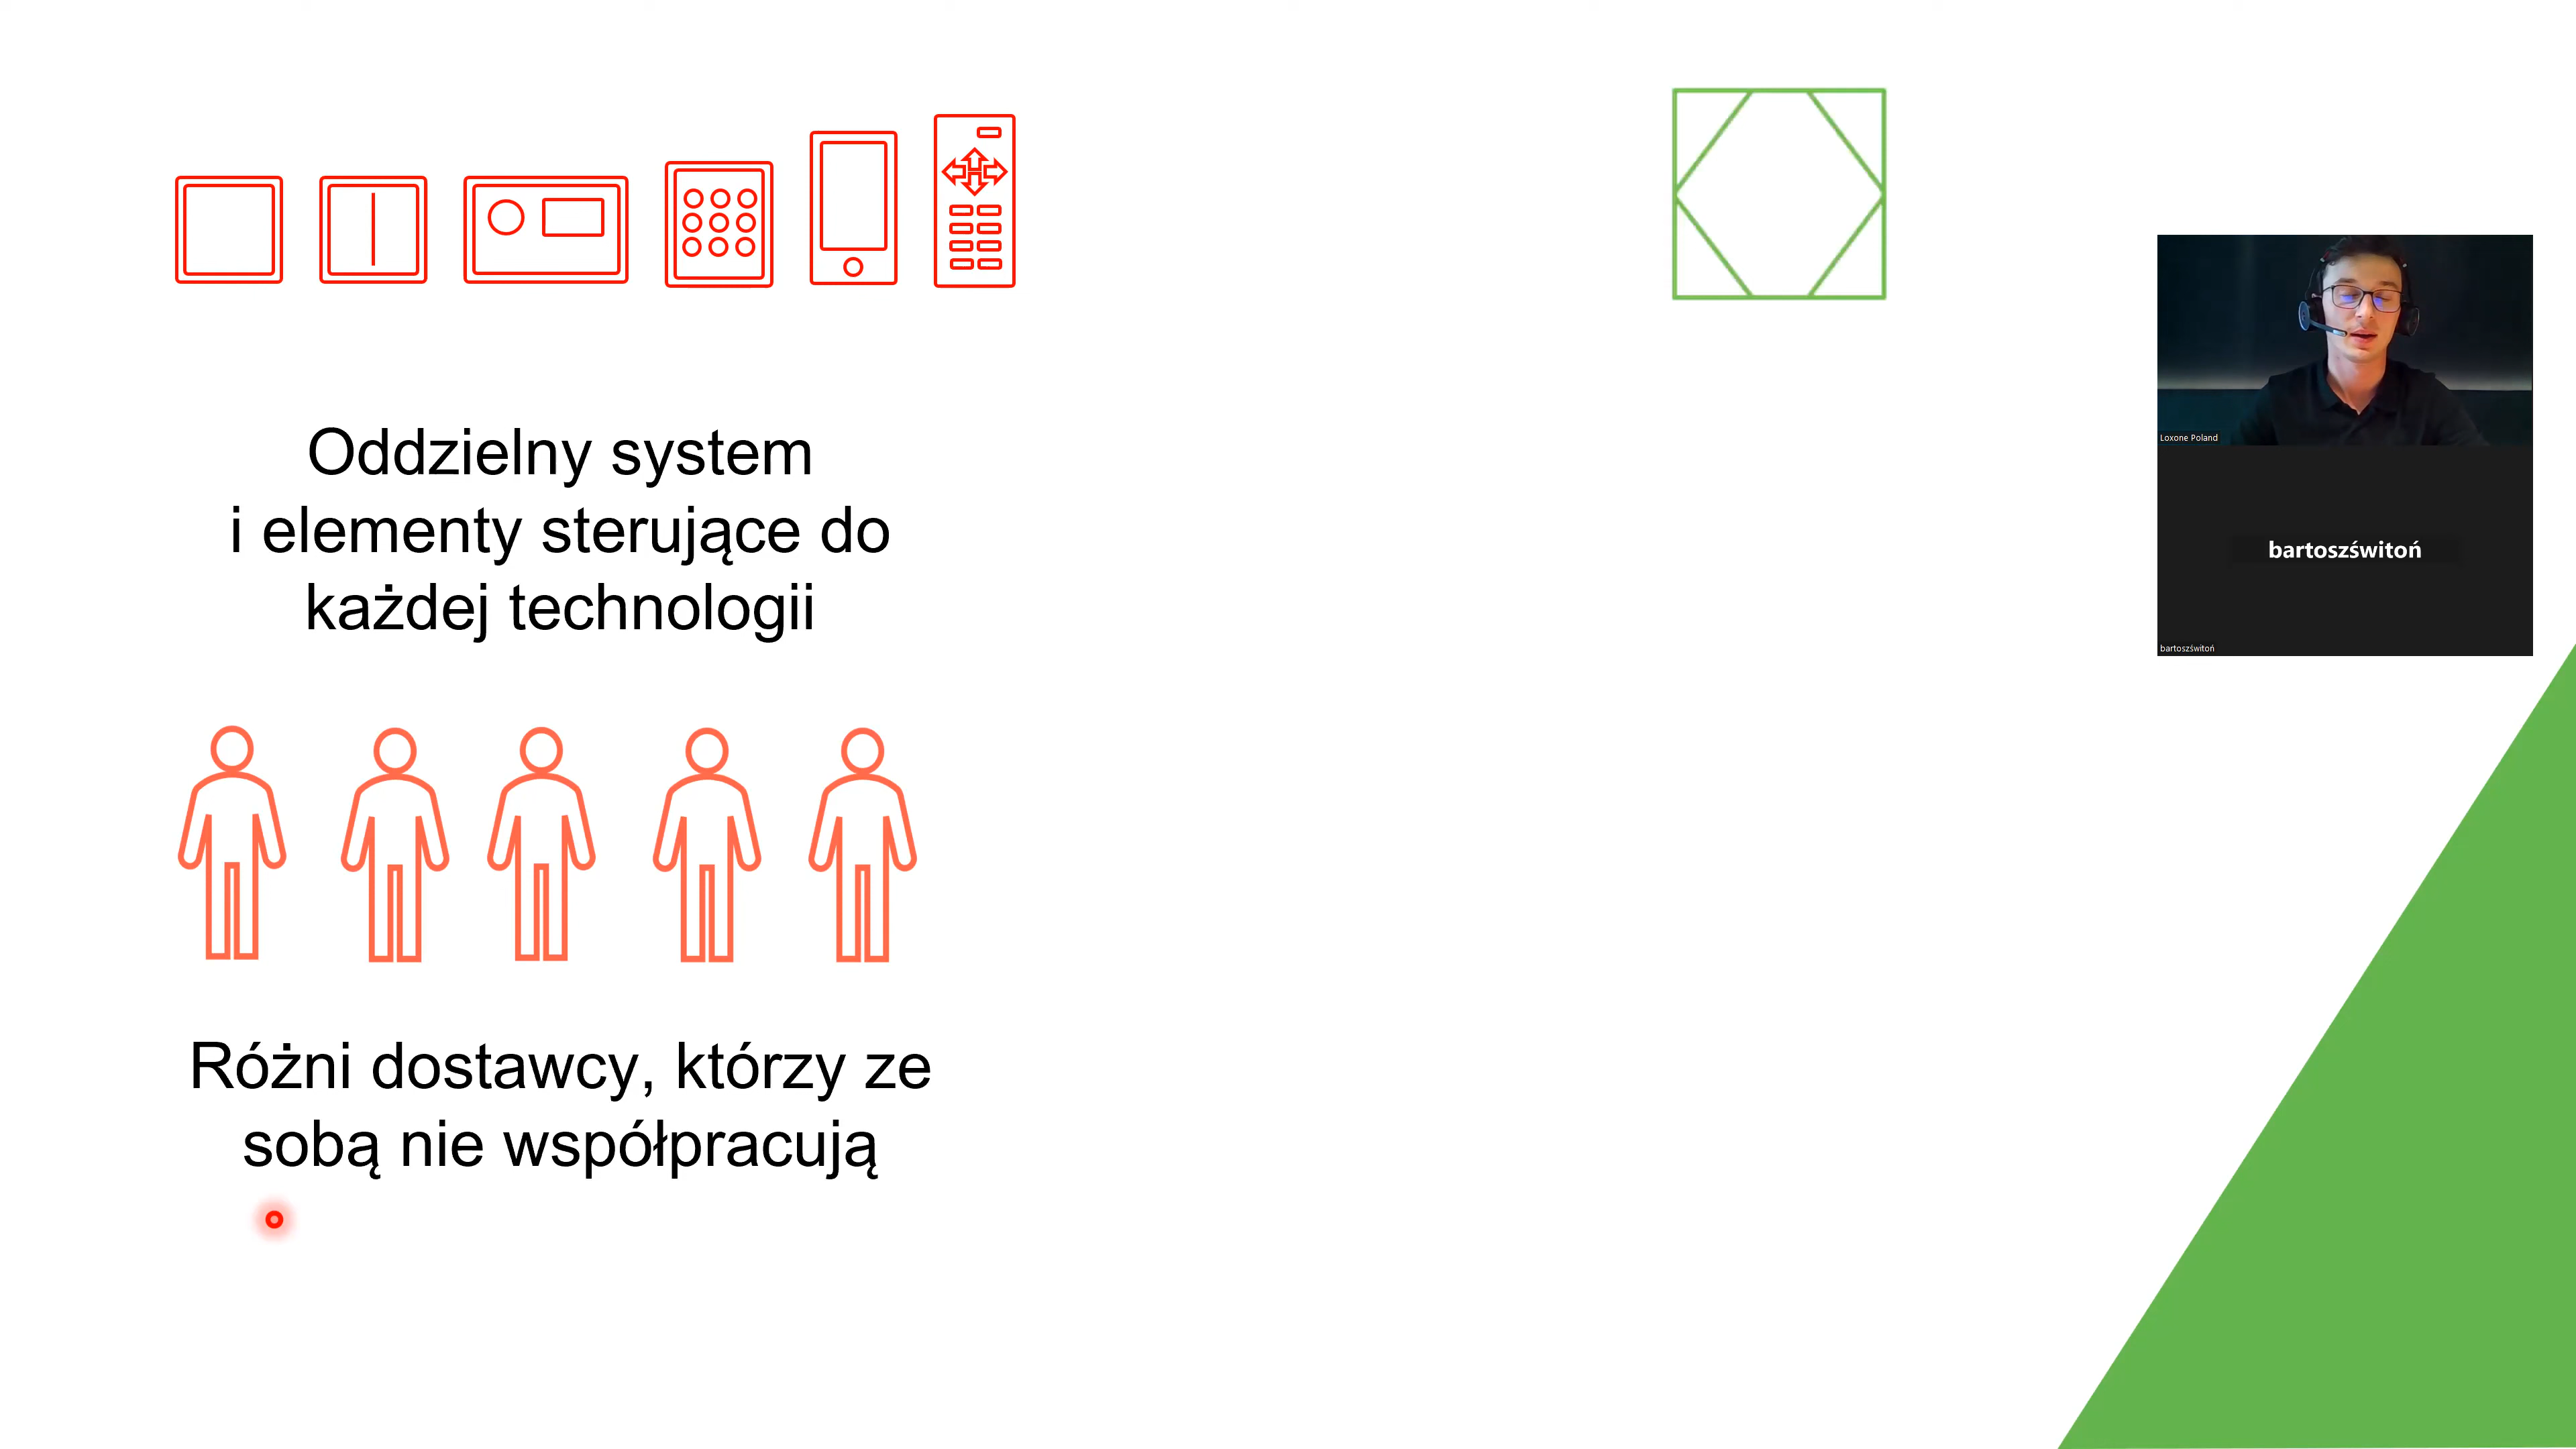 Oddzielny system
i elementy sterujące do
każdej technologii
Różni dostawcy, którzy ze
sobą nie współpracują
Loxone Poland
bartoszświtoń
bartoszświtoń